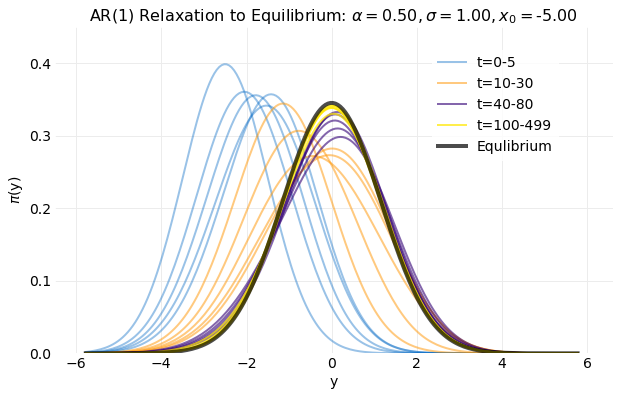 AR(1) Relaxation to Equilibrium: α = 0.50, σ = 1.00, x₀ = -5.00
π(y)
0.4
0.3
0.2
0.1
0.0
−6
−4
−2
0
2
4
6
y
t=0-5
t=10-30
t=40-80
t=100-499
Equlibrium